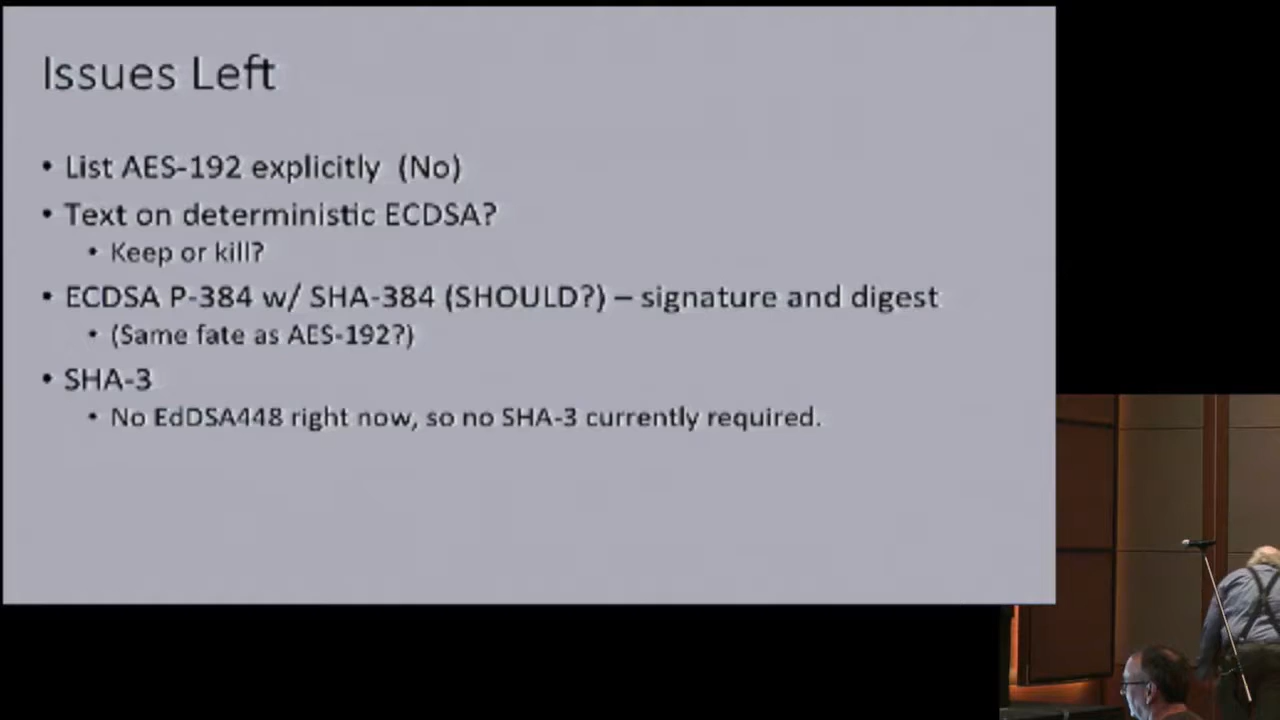 Issues Left
• List AES-192 explicitly (No)
• Text on deterministic ECDSA?
• Keep or kill?
• ECDSA P-384 w/ SHA-384 (SHOULD?) – signature and digest
• (Same fate as AES-192?)
• SHA-3
• No EdDSA448 right now, so no SHA-3 currently required.